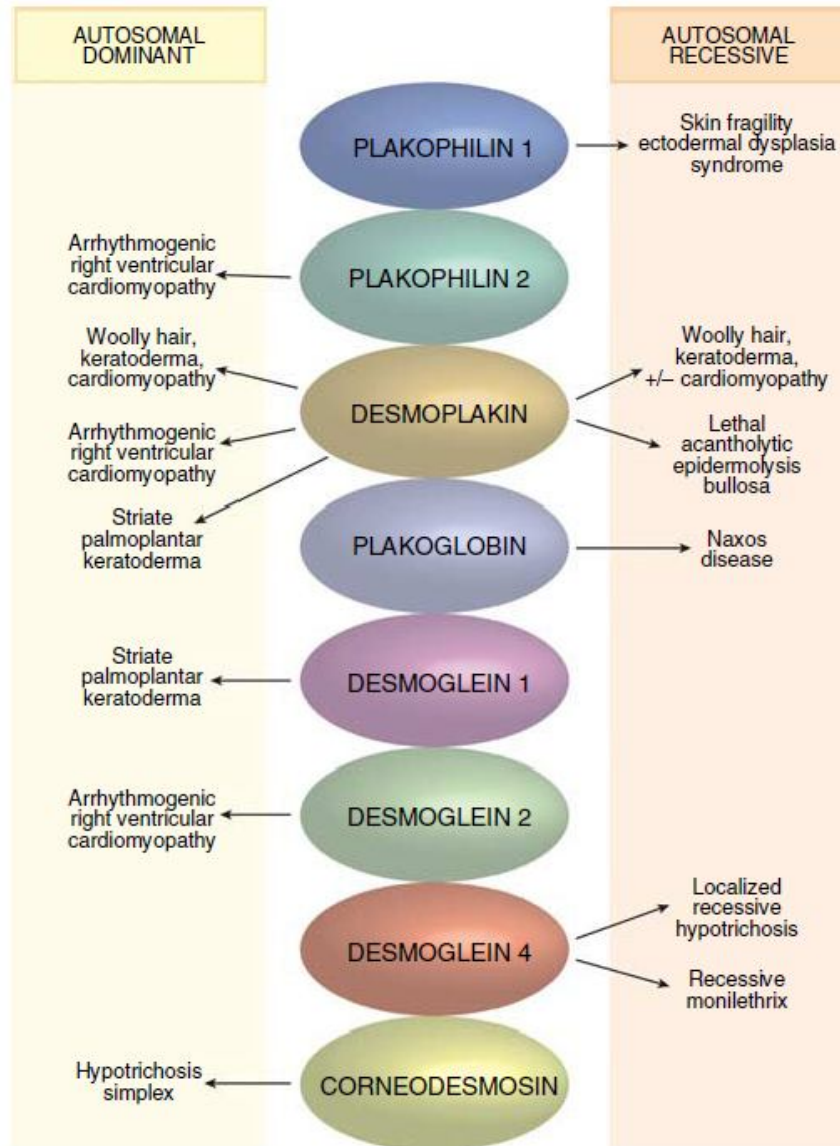 AUTOSOMAL
DOMINANT
AUTOSOMAL
RECESSIVE
PLAKOPHILIN 1
Skin fragility
ectodermal dysplasia
syndrome
Arrhythmogenic
right ventricular
cardiomyopathy
PLAKOPHILIN 2
Woolly hair,
keratoderma,
cardiomyopathy
Arrhythmogenic
right ventricular
cardiomyopathy
Striate
palmoplantar
keratoderma
DESMOPLAKIN
Woolly hair,
keratoderma,
+/– cardiomyopathy
Lethal
acantholytic
epidermolysis
bullosa
PLAKOGLOBIN
Naxos
disease
Striate
palmoplantar
keratoderma
DESMOGLEIN 1
Arrhythmogenic
right ventricular
cardiomyopathy
DESMOGLEIN 2
DESMOGLEIN 4
Localized
recessive
hypotrichosis
Recessive
monilethrix
Hypotrichosis
simplex
CORNEODESMOSIN